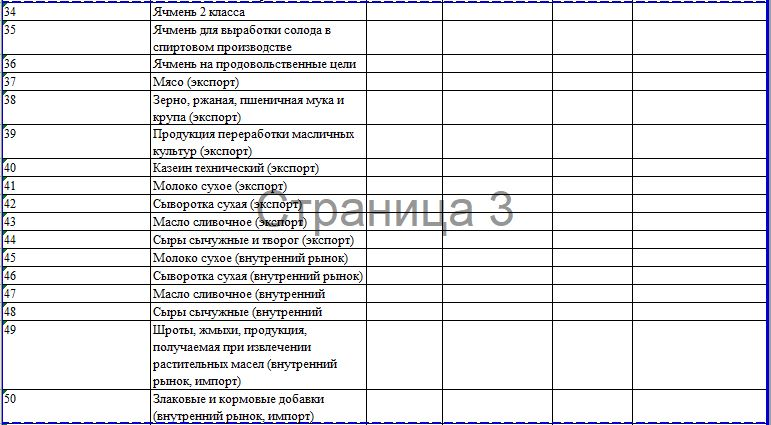 34 Ячмень 2 класса
35 Ячмень для выработки солода в
спиртовом производстве
36 Ячмень на продовольственные цели
37 Мясо (экспорт)
38 Зерно, ржаная, пшеничная мука и
крупа (экспорт)
39 Продукция переработки масличных
культур (экспорт)
40 Казеин технический (экспорт)
41 Молоко сухое (экспорт)
42 Сыворотка сухая (экспорт)
Страница 3
43 Масло сливочное (экспорт)
44 Сыры сычужные и творог (экспорт)
45 Молоко сухое (внутренний рынок)
46 Сыворотка сухая (внутренний рынок)
47 Масло сливочное (внутренний
48 Сыры сычужные (внутренний
49 Шроты, жмыхи, продукция,
получаемая при извлечении
растительных масел (внутренний
рынок, импорт)
50 Злаковые и кормовые добавки
(внутренний рынок, импорт)